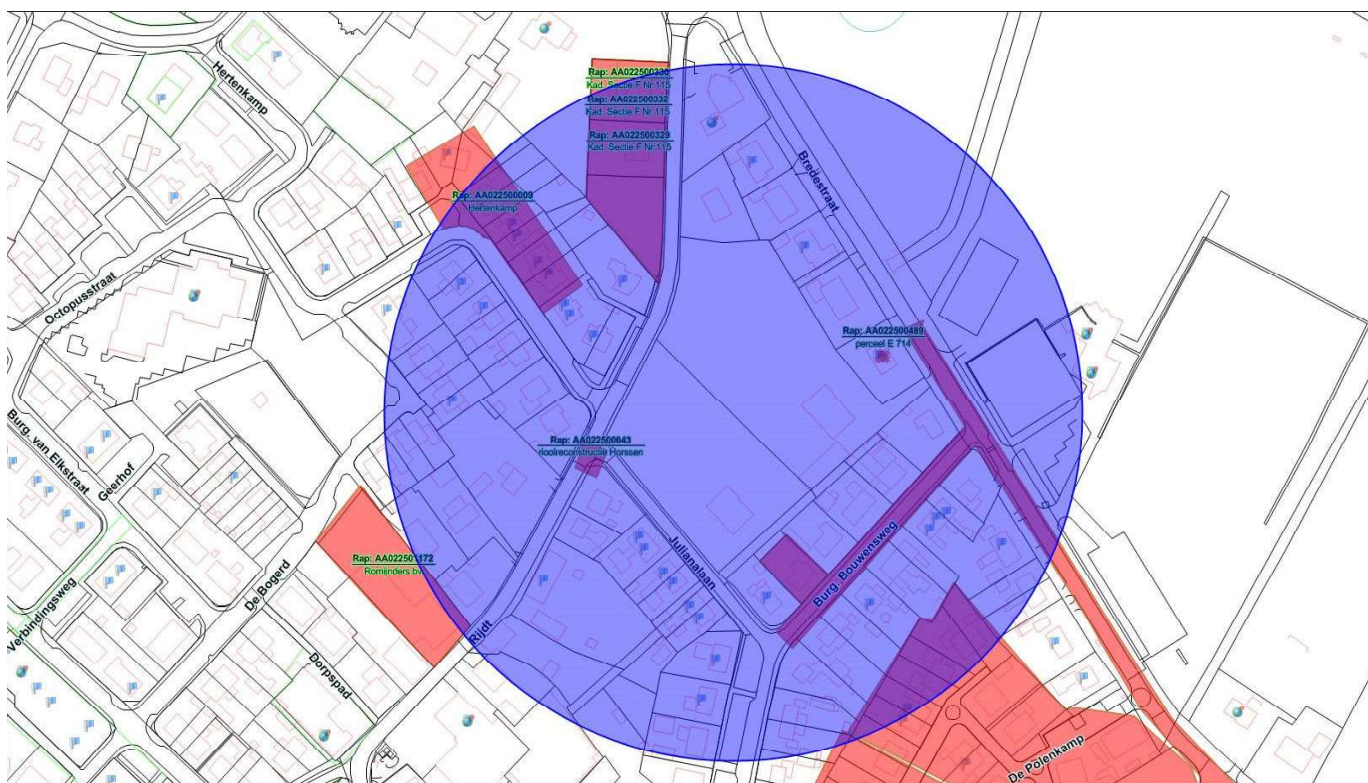 Hertenkamp
Rap: AA022500330
Kad. Sectie F Nr.115
Rap: AA022500332
Kad. Sectie F Nr.115
Rap: AA022500329
Kad. Sectie F Nr.115
Bredestraat
Rap: AA022500009
Hertenkamp
Octopusstraat
Rap: AA022500489
perceel E 714
Burg. van Elkstraat
Geerhof
Rap: AA022500643
rioolreconstructie Horssen
Julianalaan
Rap: AA022501172
Romijnders bv
De Bogerd
Burg. Bouwensweg
Verbindingsweg
Rijdt
Dorpspad
De Polenkamp